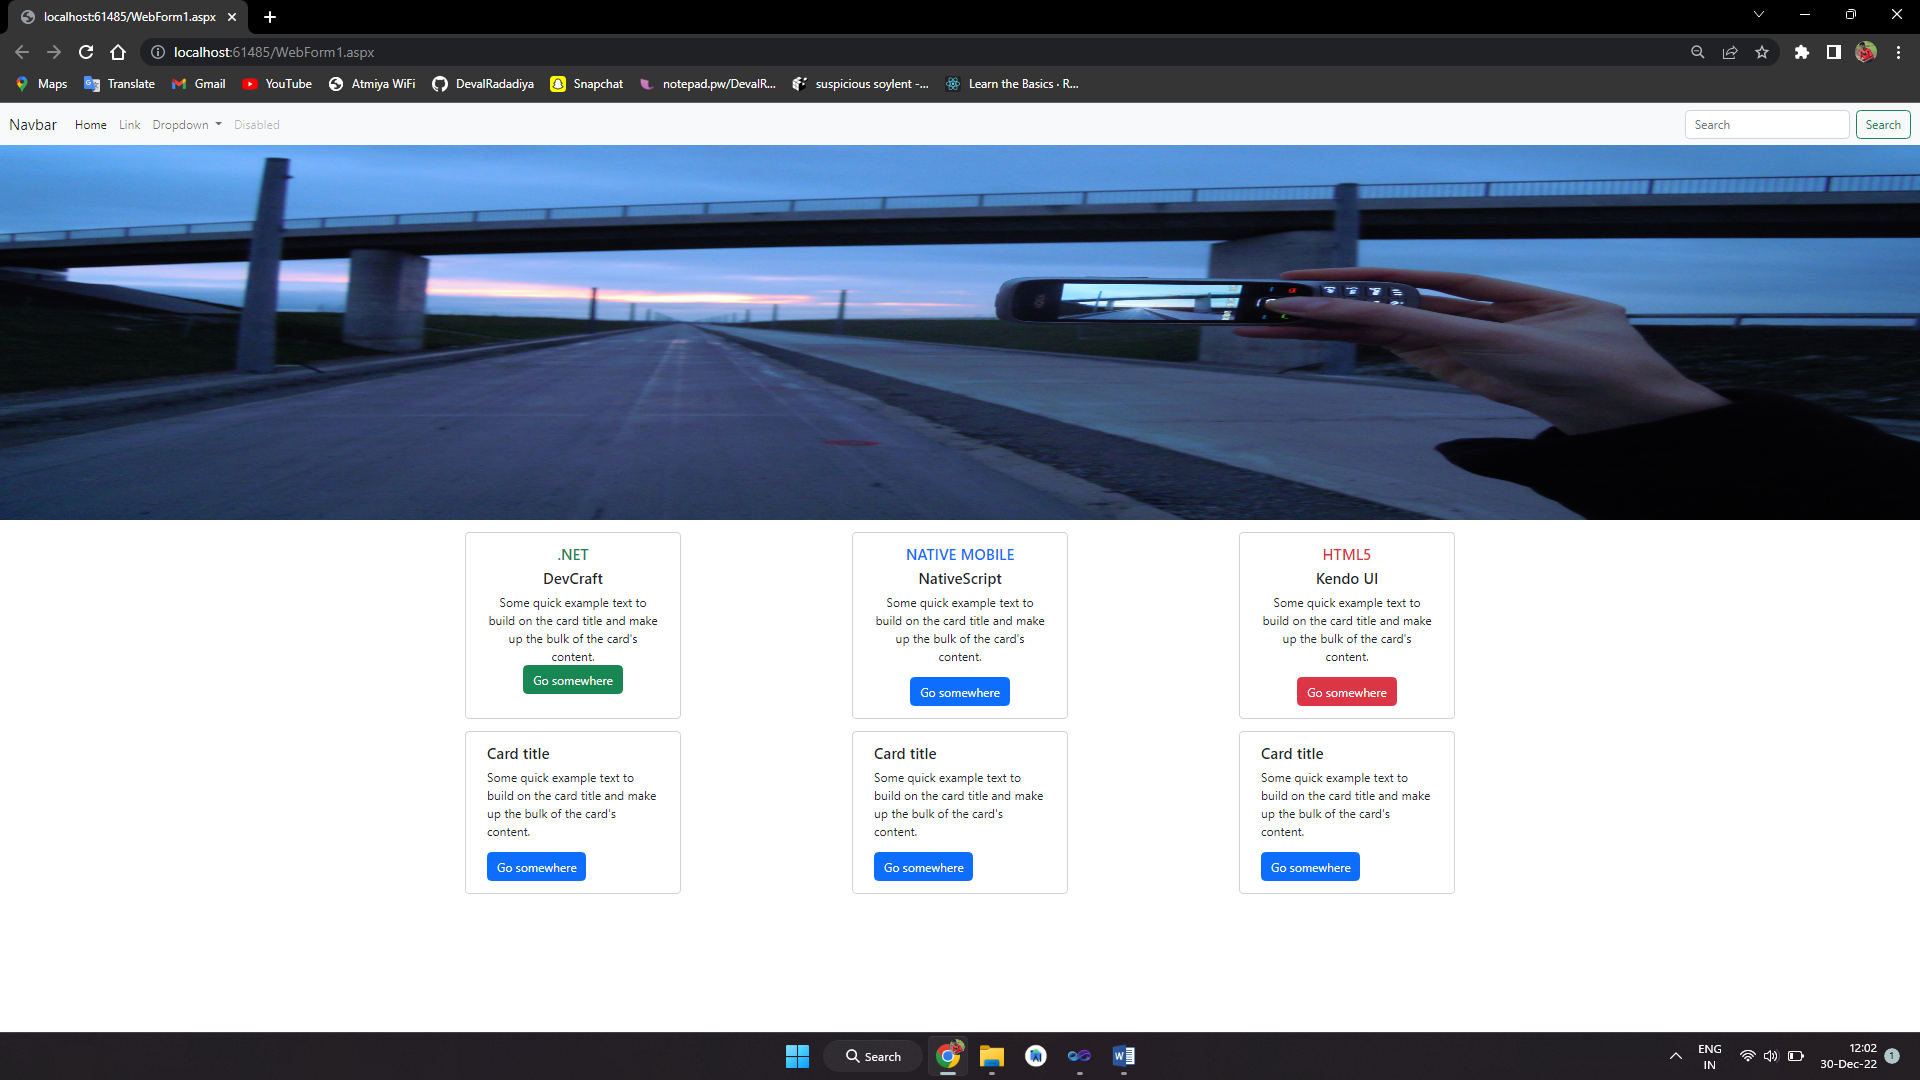 localhost:61485/WebForm1.aspx
localhost:61485/WebForm1.aspx
Maps Translate Gmail YouTube Atmiya WiFi DevalRadadiya Snapchat notepad.pw/DevalR... suspicious soylent -... Learn the Basics · R...
Navbar Home Link Dropdown Disabled Search Search
.NET
DevCraft
Some quick example text to
build on the card title and make
up the bulk of the card's
content.
Go somewhere
NATIVE MOBILE
NativeScript
Some quick example text to
build on the card title and make
up the bulk of the card's
content.
Go somewhere
HTML5
Kendo UI
Some quick example text to
build on the card title and make
up the bulk of the card's
content.
Go somewhere
Card title
Some quick example text to
build on the card title and make
up the bulk of the card's
content.
Go somewhere
Card title
Some quick example text to
build on the card title and make
up the bulk of the card's
content.
Go somewhere
Card title
Some quick example text to
build on the card title and make
up the bulk of the card's
content.
Go somewhere
Search
ENG
IN
12:02
30-Dec-22
1